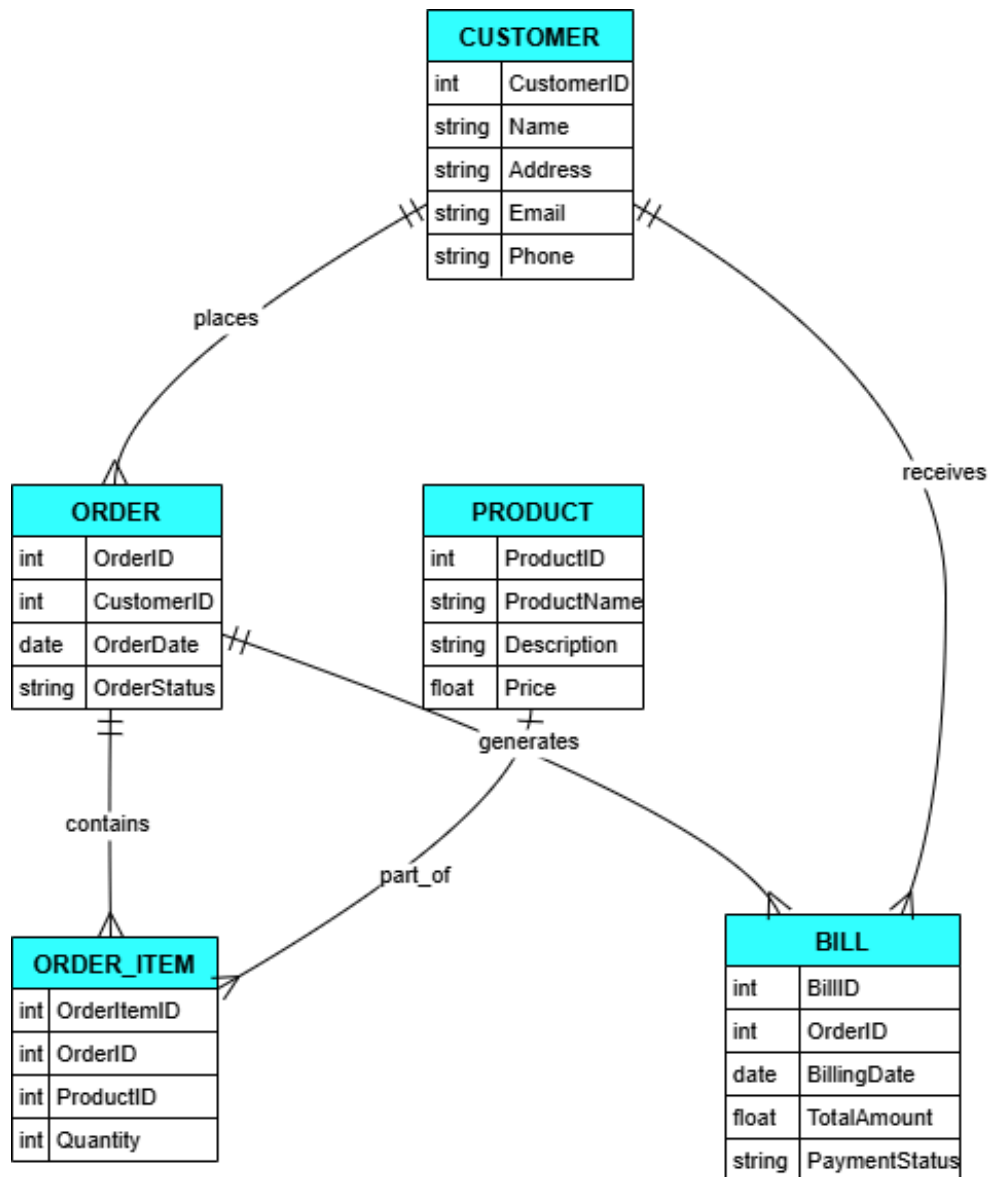 CUSTOMER
int CustomerID
string Name
string Address
string Email
string Phone
places
receives
ORDER
int OrderID
int CustomerID
date OrderDate
string OrderStatus
PRODUCT
int ProductID
string ProductName
string Description
float Price
generates
contains
part_of
ORDER_ITEM
int OrderItemID
int OrderID
int ProductID
int Quantity
BILL
int BillID
int OrderID
date BillingDate
float TotalAmount
string PaymentStatus